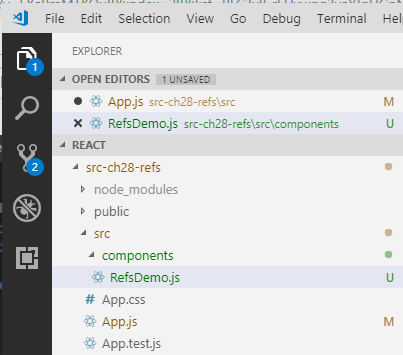 File Edit Selection View Go Debug Terminal Help
EXPLORER
OPEN EDITORS 1 UNSAVED
App.js src-ch28-refs\src M
RefsDemo.js src-ch28-refs\src\components U
REACT
src-ch28-refs
node_modules
public
src
components
RefsDemo.js U
# App.css
App.js M
App.test.js
1
2